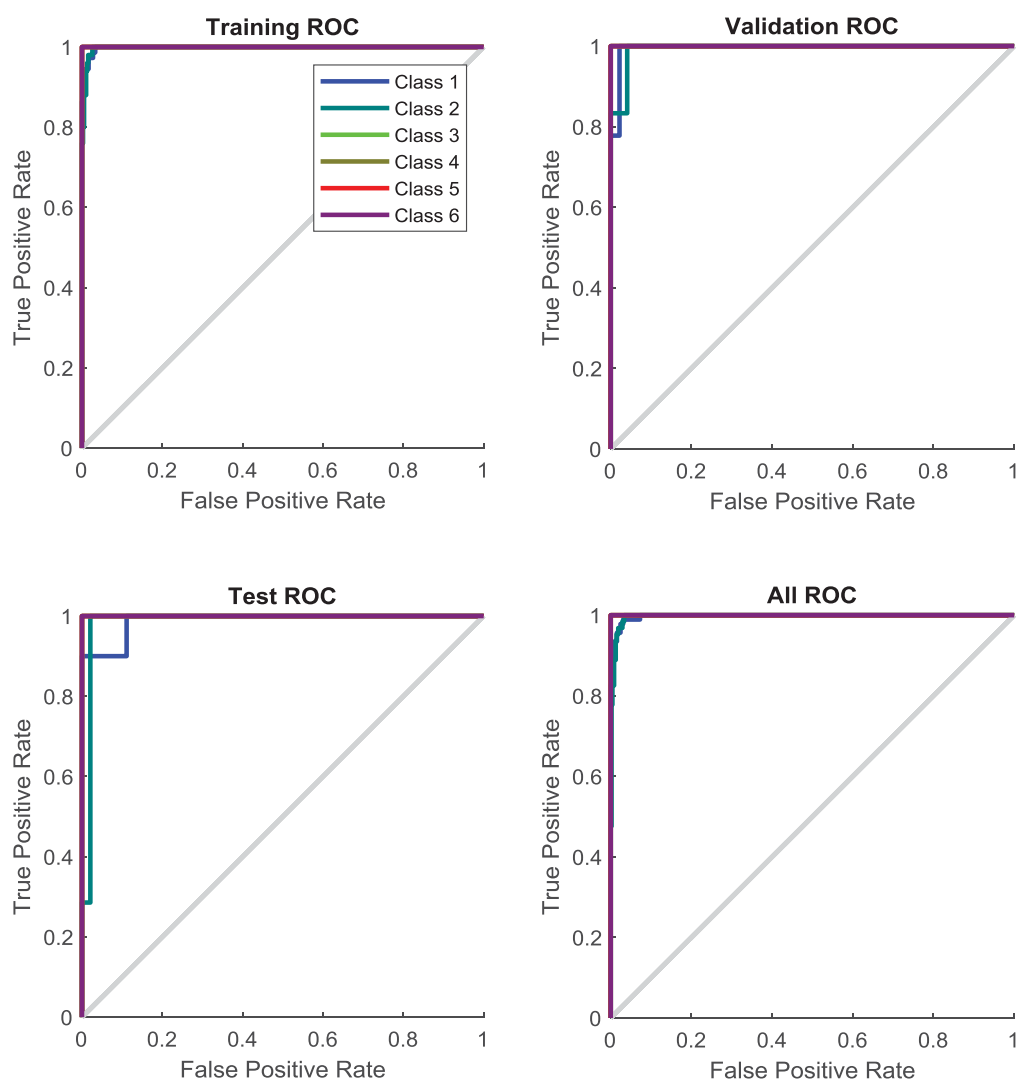 Training ROC
True Positive Rate
1
0.8
0.6
0.4
0.2
0
0
0.2
0.4
0.6
0.8
1
False Positive Rate
Class 1
Class 2
Class 3
Class 4
Class 5
Class 6
Validation ROC
True Positive Rate
1
0.8
0.6
0.4
0.2
0
0
0.2
0.4
0.6
0.8
1
False Positive Rate
Test ROC
True Positive Rate
1
0.8
0.6
0.4
0.2
0
0
0.2
0.4
0.6
0.8
1
False Positive Rate
All ROC
True Positive Rate
1
0.8
0.6
0.4
0.2
0
0
0.2
0.4
0.6
0.8
1
False Positive Rate